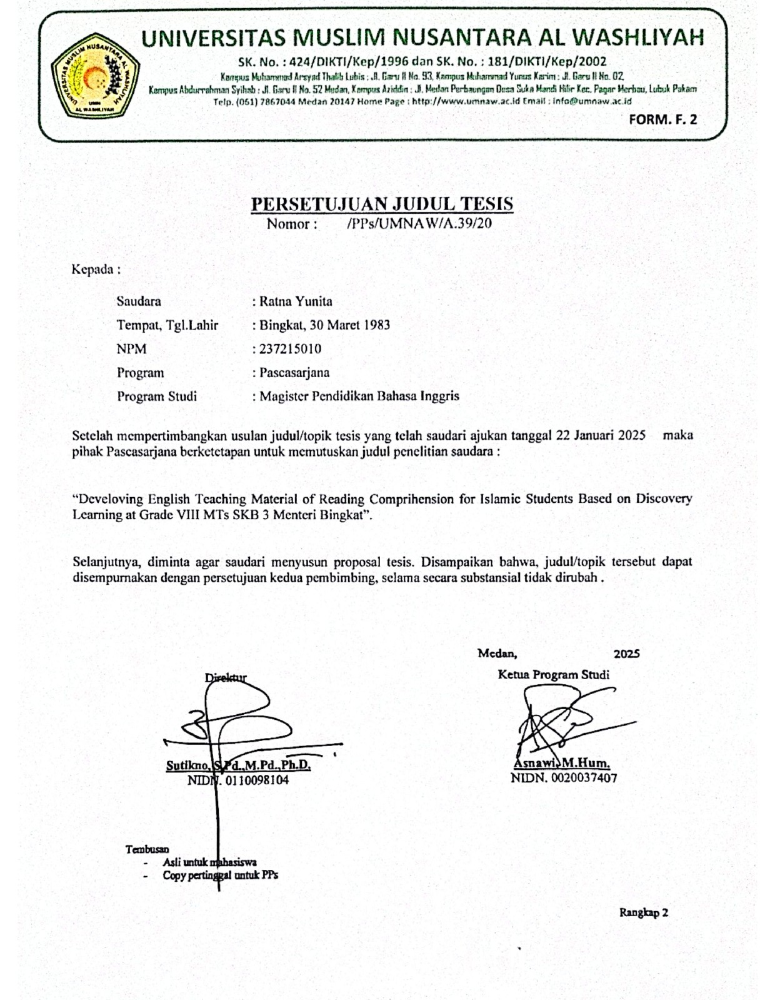 UNIVERSITAS MUSLIM NUSANTARA AL WASHLIYAH
SK. No. : 424/DIKTI/Kep/1996 dan SK. No. : 181/DIKTI/Kep/2002
Kampus Muhammad Arsyad Thalib Lubis : Jl. Garu II No. 93, Kampus Muhammad Yunus Karim : Jl. Garu II No. 02,
Kampus Abdurrahman Syihab : Jl. Garu II No. 52 Medan, Kampus Aziddin : Jl. Medan Perbaungan Desa Suka Mandi Hilir Kec. Pagar Merbau, Lubuk Pakam
Telp. (061) 7867044 Medan 20147 Home Page : http://www.umnaw.ac.id Email : info@umnaw.ac.id
FORM. F. 2
UNIVERSITAS MUSLIM NUSANTARA AL WASHLIYAH
UMN
AL WASHLIYAH
PERSETUJUAN JUDUL TESIS
Nomor : /PPs/UMNAW/A.39/20
Kepada :
Saudara : Ratna Yunita
Tempat, Tgl.Lahir : Bingkat, 30 Maret 1983
NPM : 237215010
Program : Pascasarjana
Program Studi : Magister Pendidikan Bahasa Inggris
Setelah mempertimbangkan usulan judul/topik tesis yang telah saudari ajukan tanggal 22 Januari 2025 maka
pihak Pascasarjana berketetapan untuk memutuskan judul penelitian saudara :
“Develoving English Teaching Material of Reading Comprihension for Islamic Students Based on Discovery
Learning at Grade VIII MTs SKB 3 Menteri Bingkat”.
Selanjutnya, diminta agar saudari menyusun proposal tesis. Disampaikan bahwa, judul/topik tersebut dapat
disempurnakan dengan persetujuan kedua pembimbing, selama secara substansial tidak dirubah .
Medan, 2025
Direktur
Ketua Program Studi
Sutikno, S.Pd.,M.Pd.,Ph.D.
NIDN. 0110098104
Asnawi, M.Hum.
NIDN. 0020037407
Tembusan
- Asli untuk mahasiswa
- Copy pertinggal untuk PPs
Rangkap 2